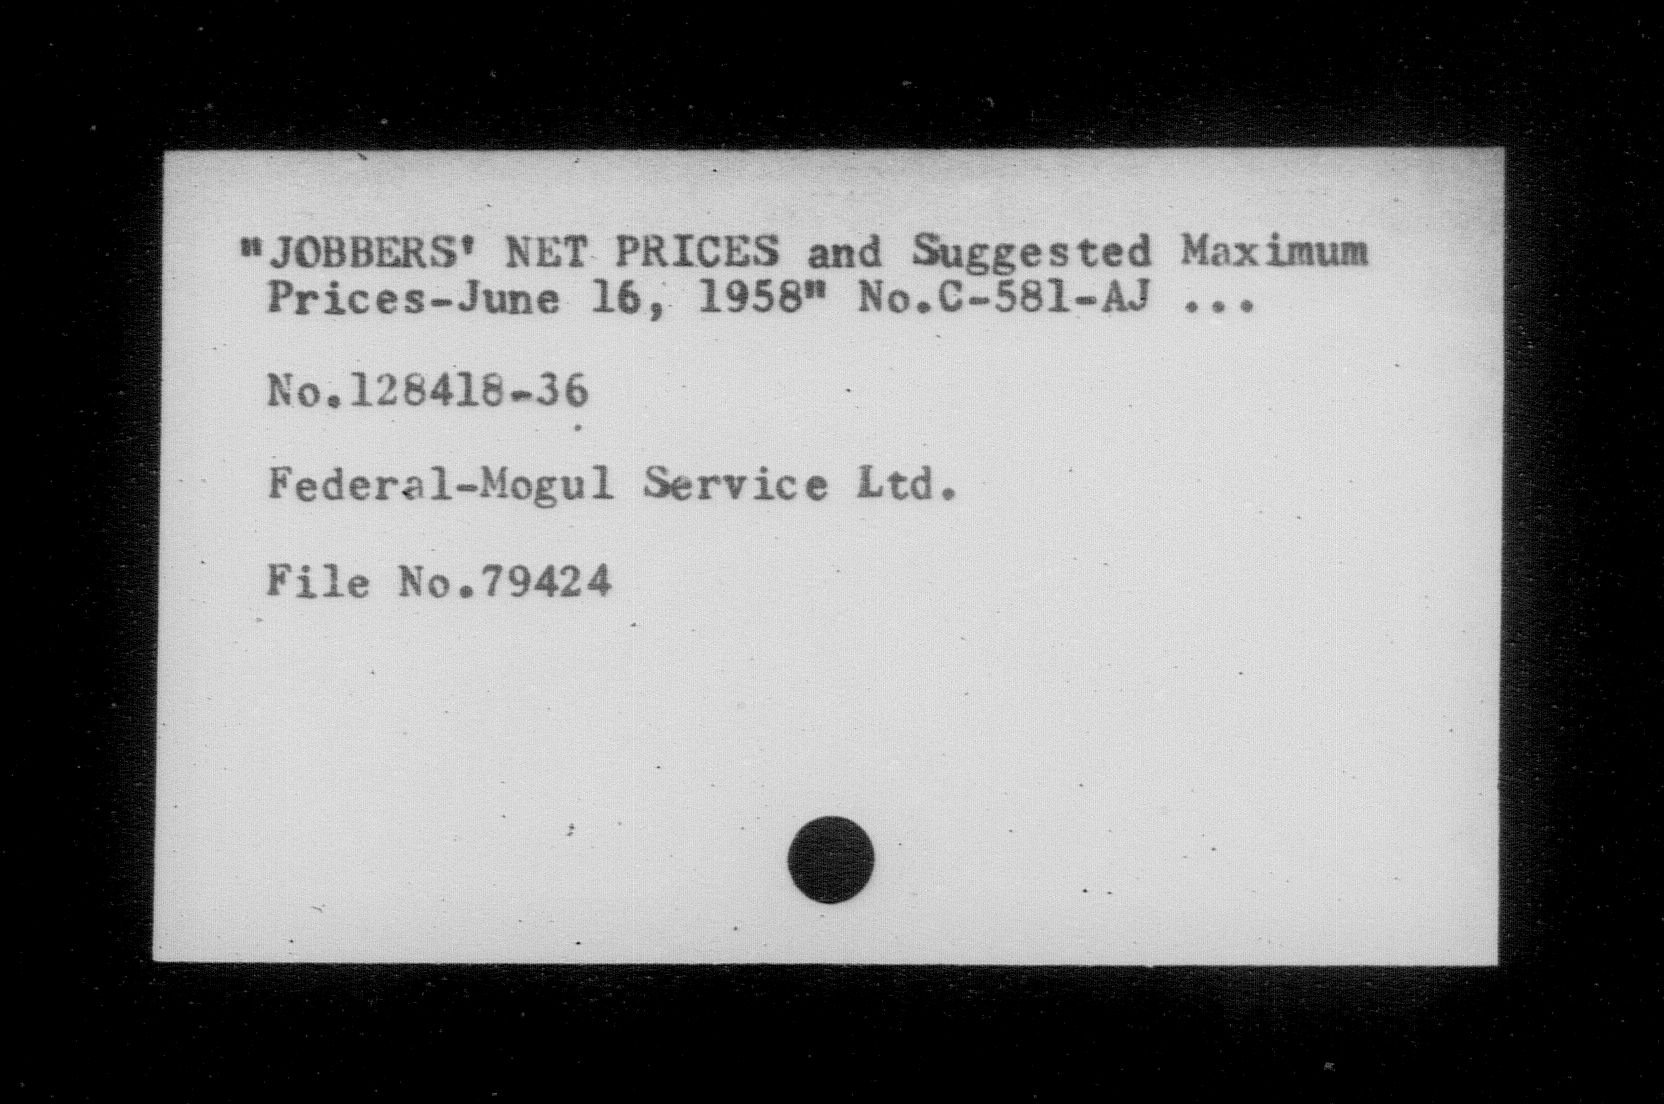 "JOBBERS' NET PRICES and Suggested Maximum
Prices-June 16, 1958" No.C-581-AJ ...
No.128418-36
Federal-Mogul Service Ltd.
File No.79424